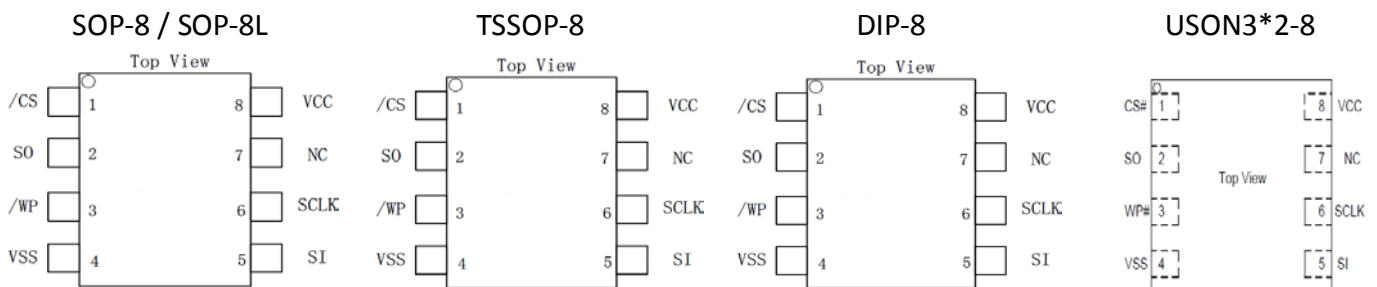 SOP-8 / SOP-8L
Top View
/CS 1 8 VCC
SO 2 7 NC
/WP 3 6 SCLK
VSS 4 5 SI
TSSOP-8
Top View
/CS 1 8 VCC
SO 2 7 NC
/WP 3 6 SCLK
VSS 4 5 SI
DIP-8
Top View
/CS 1 8 VCC
SO 2 7 NC
/WP 3 6 SCLK
VSS 4 5 SI
USON3*2-8
CS# 1 8 VCC
SO 2 7 NC
Top View
WP# 3 6 SCLK
VSS 4 5 SI